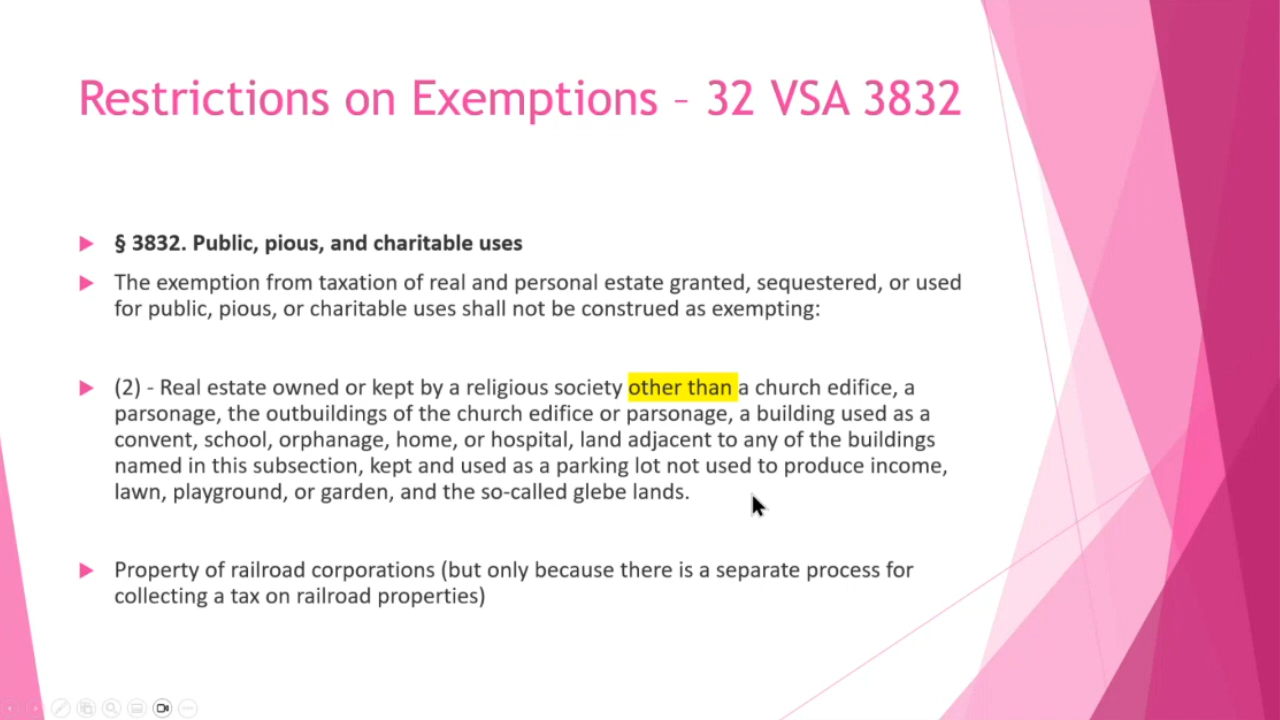 Restrictions on Exemptions – 32 VSA 3832
§ 3832. Public, pious, and charitable uses
The exemption from taxation of real and personal estate granted, sequestered, or used
for public, pious, or charitable uses shall not be construed as exempting:
(2) - Real estate owned or kept by a religious society other than a church edifice, a
parsonage, the outbuildings of the church edifice or parsonage, a building used as a
convent, school, orphanage, home, or hospital, land adjacent to any of the buildings
named in this subsection, kept and used as a parking lot not used to produce income,
lawn, playground, or garden, and the so-called glebe lands.
Property of railroad corporations (but only because there is a separate process for
collecting a tax on railroad properties)